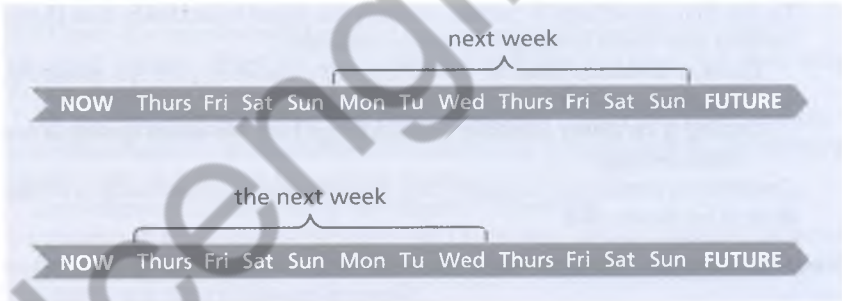 next week
NOW Thurs Fri Sat Sun Mon Tu Wed Thurs Fri Sat Sun FUTURE
the next week
NOW Thurs Fri Sat Sun Mon Tu Wed Thurs Fri Sat Sun FUTURE